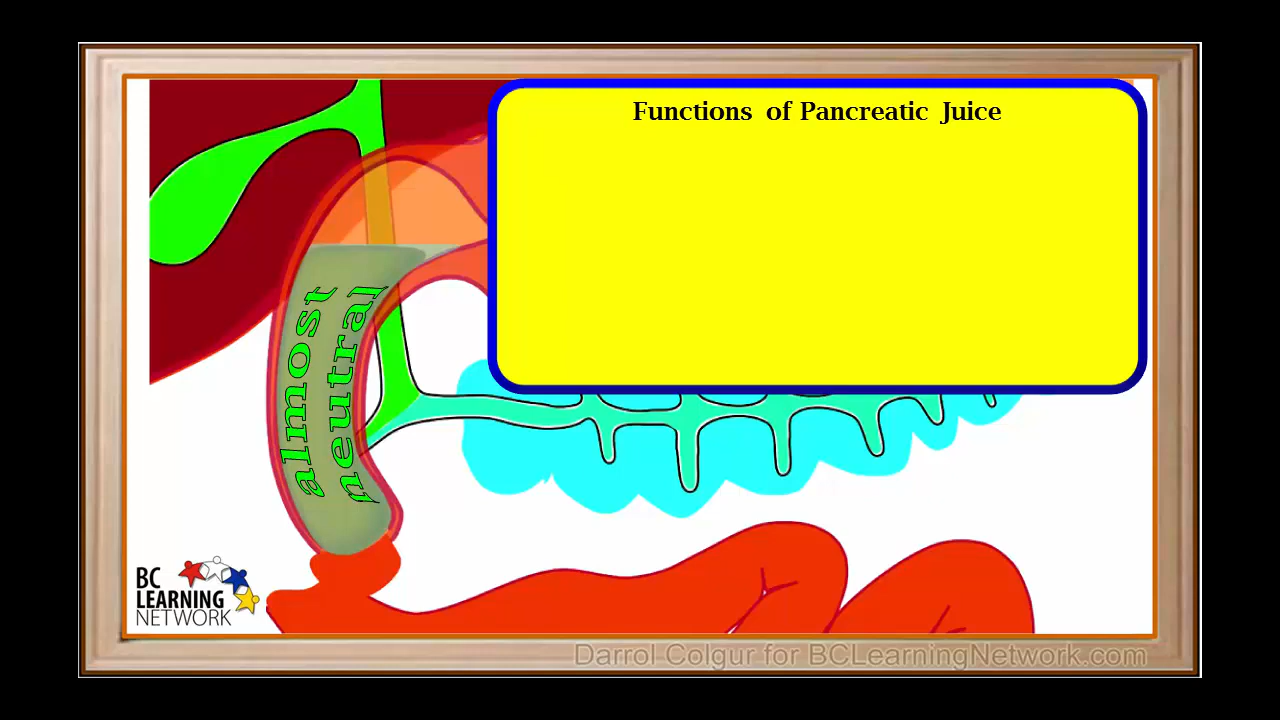 Functions of Pancreatic Juice
almost
neutral
BC
LEARNING
NETWORK
Darrol Colgur for BCLearningNetwork.com